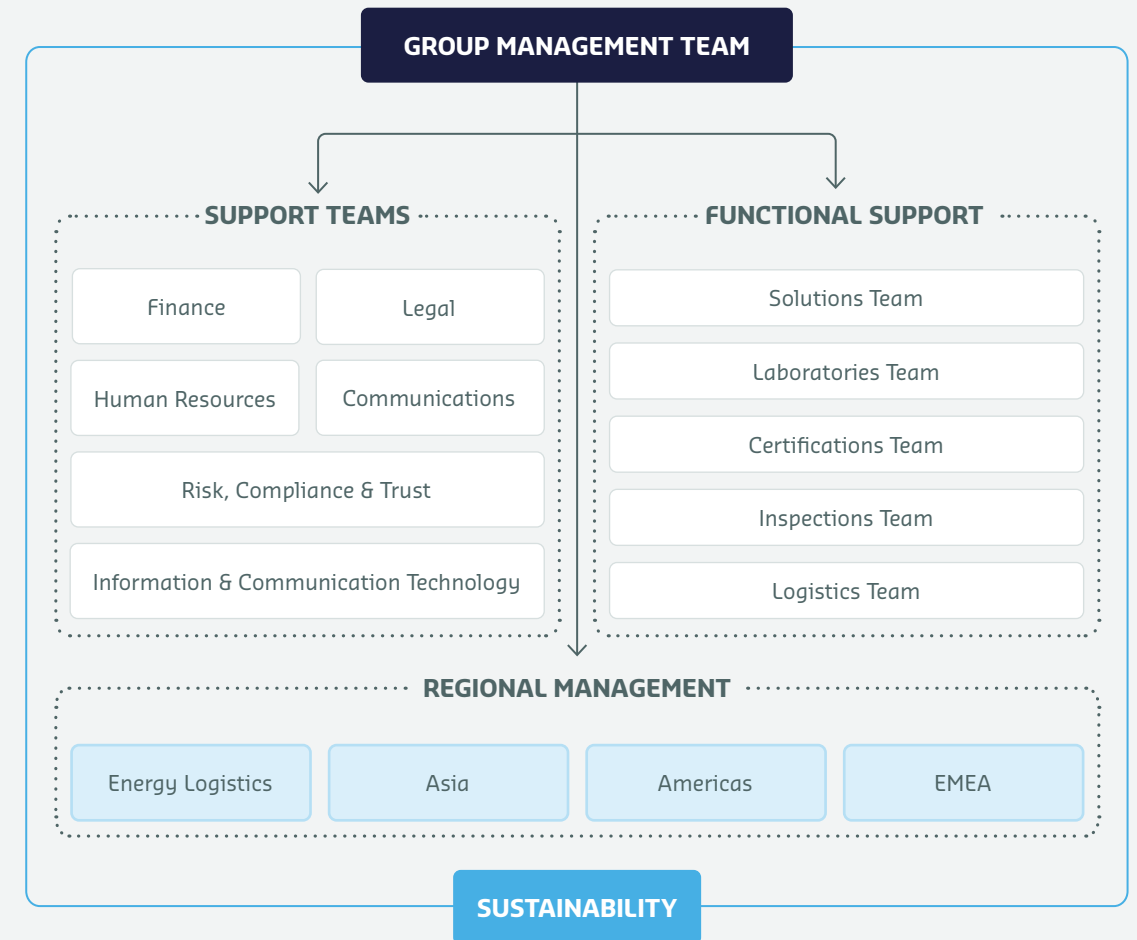 GROUP MANAGEMENT TEAM
SUPPORT TEAMS
Finance
Legal
Human Resources
Communications
Risk, Compliance & Trust
Information & Communication Technology
FUNCTIONAL SUPPORT
Solutions Team
Laboratories Team
Certifications Team
Inspections Team
Logistics Team
REGIONAL MANAGEMENT
Energy Logistics
Asia
Americas
EMEA
SUSTAINABILITY